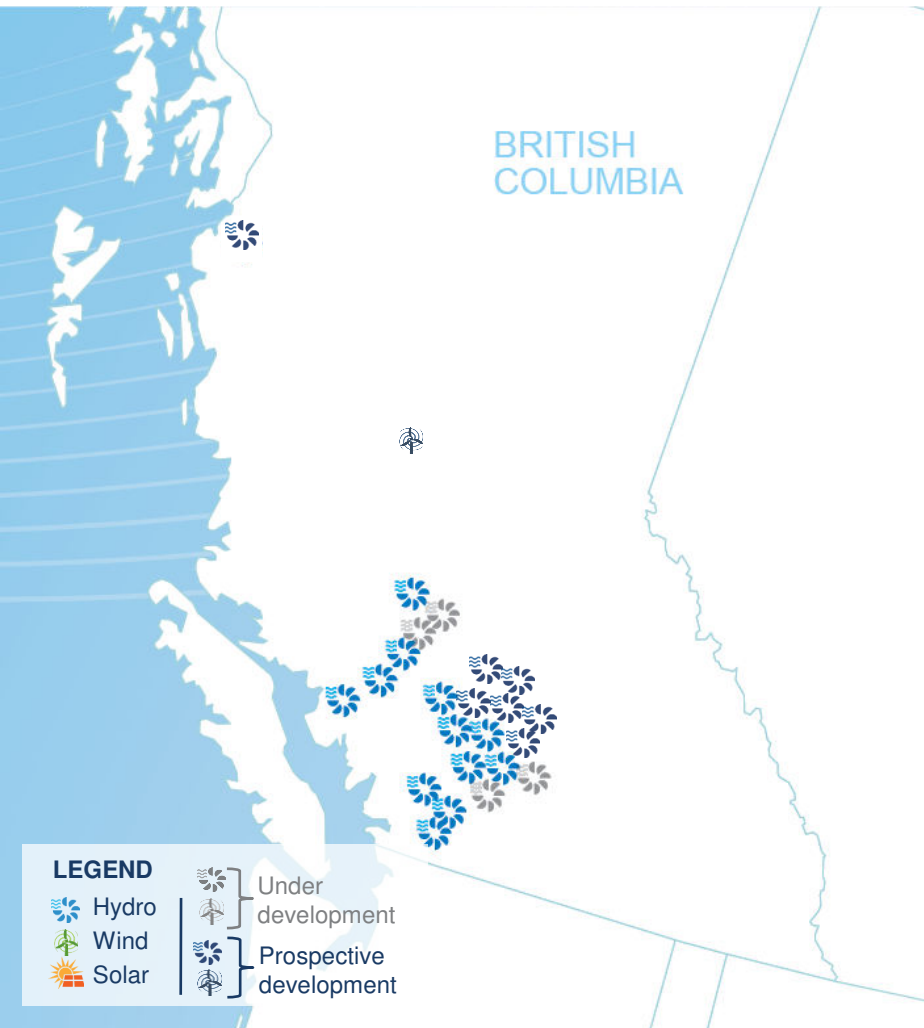 BRITISH
COLUMBIA
LEGEND
Hydro
Wind
Solar
Under
development
Prospective
development